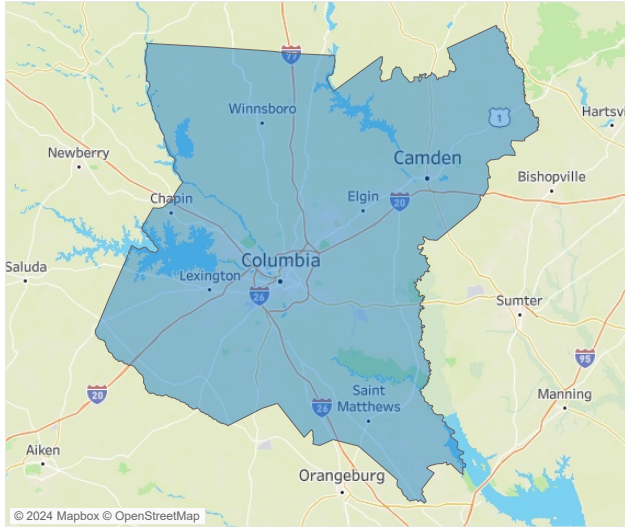 77
Winnsboro
1
Hartsvi
Newberry
Camden
Bishopville
Chapin
Elgin
20
Columbia
Saluda
Lexington
26
Sumter
95
20
26
Saint
Matthews
Manning
Aiken
Orangeburg
© 2024 Mapbox © OpenStreetMap